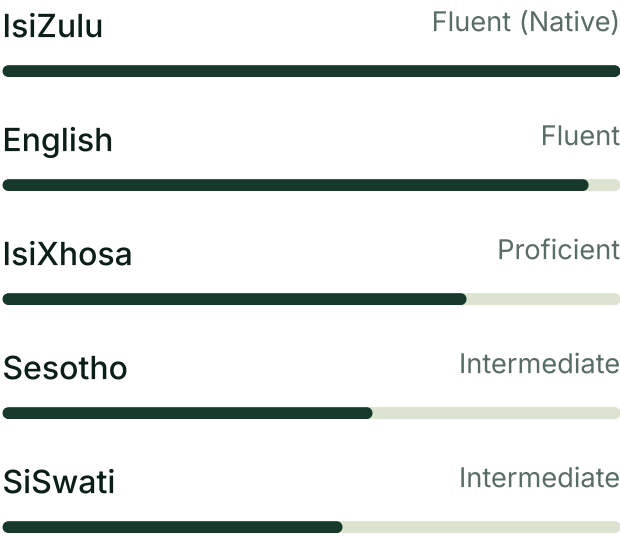 IsiZulu Fluent (Native)
English Fluent
IsiXhosa Proficient
Sesotho Intermediate
SiSwati Intermediate